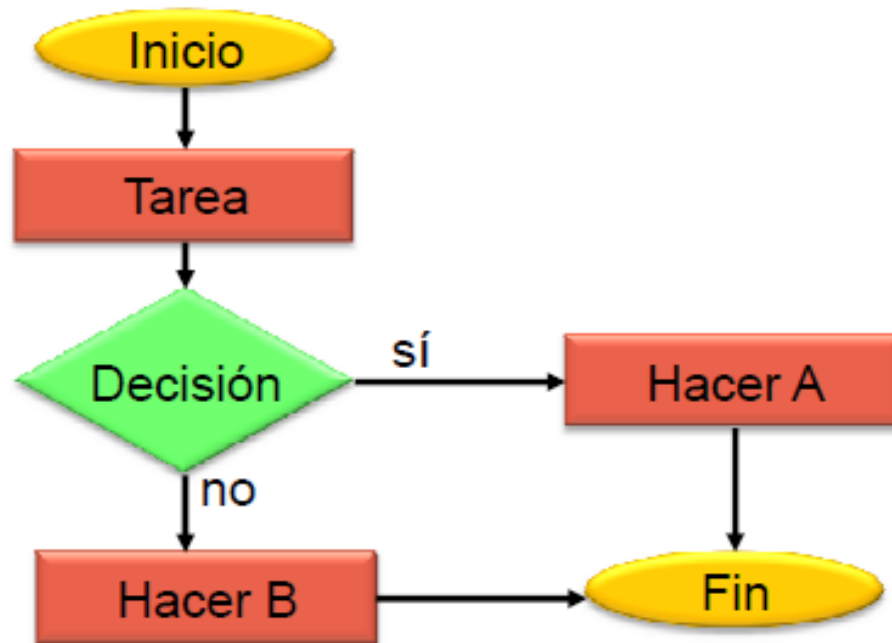 Inicio
Tarea
Decisión
sí
Hacer A
no
Hacer B
Fin